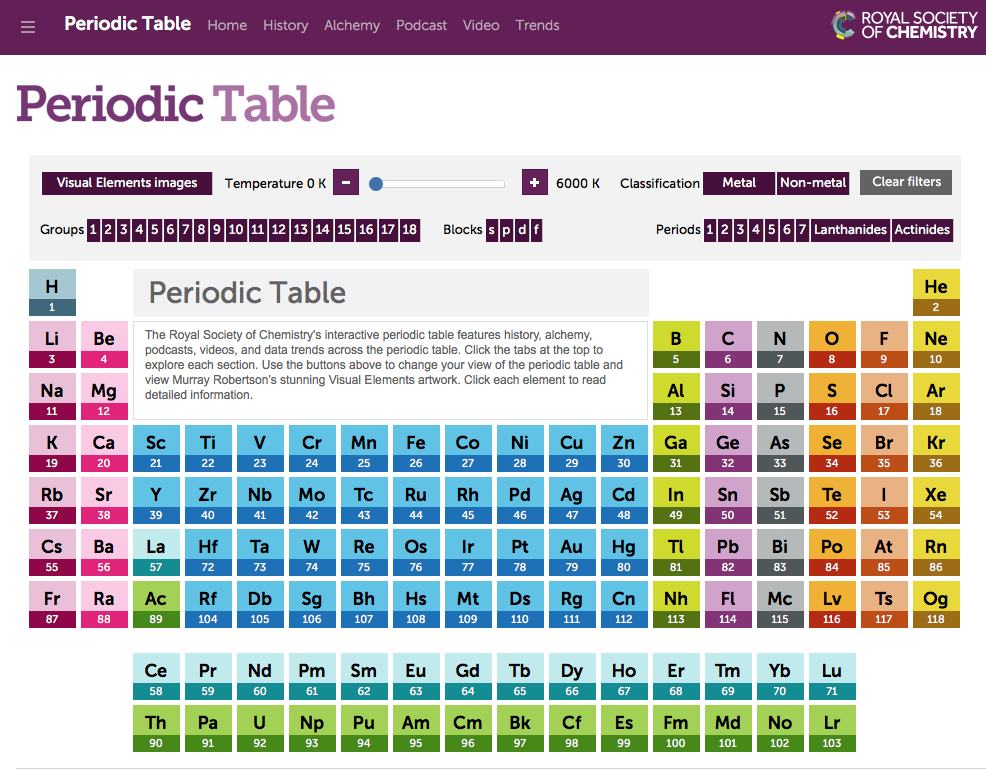 Periodic Table Home History Alchemy Podcast Video Trends
ROYAL SOCIETY
OF CHEMISTRY
Periodic Table
Visual Elements images Temperature 0 K - + 6000 K Classification Metal Non-metal Clear filters
Groups 1 2 3 4 5 6 7 8 9 10 11 12 13 14 15 16 17 18 Blocks s p d f Periods 1 2 3 4 5 6 7 Lanthanides Actinides
H He
1 2
Periodic Table
The Royal Society of Chemistry's interactive periodic table features history, alchemy,
podcasts, videos, and data trends across the periodic table. Click the tabs at the top to
explore each section. Use the buttons above to change your view of the periodic table and
view Murray Robertson's stunning Visual Elements artwork. Click each element to read
detailed information.
Li Be B C N O F Ne
3 4 5 6 7 8 9 10
Na Mg Al Si P S Cl Ar
11 12 13 14 15 16 17 18
K Ca Sc Ti V Cr Mn Fe Co Ni Cu Zn Ga Ge As Se Br Kr
19 20 21 22 23 24 25 26 27 28 29 30 31 32 33 34 35 36
Rb Sr Y Zr Nb Mo Tc Ru Rh Pd Ag Cd In Sn Sb Te I Xe
37 38 39 40 41 42 43 44 45 46 47 48 49 50 51 52 53 54
Cs Ba La Hf Ta W Re Os Ir Pt Au Hg Tl Pb Bi Po At Rn
55 56 57 72 73 74 75 76 77 78 79 80 81 82 83 84 85 86
Fr Ra Ac Rf Db Sg Bh Hs Mt Ds Rg Cn Nh Fl Mc Lv Ts Og
87 88 89 104 105 106 107 108 109 110 111 112 113 114 115 116 117 118
Ce Pr Nd Pm Sm Eu Gd Tb Dy Ho Er Tm Yb Lu
58 59 60 61 62 63 64 65 66 67 68 69 70 71
Th Pa U Np Pu Am Cm Bk Cf Es Fm Md No Lr
90 91 92 93 94 95 96 97 98 99 100 101 102 103